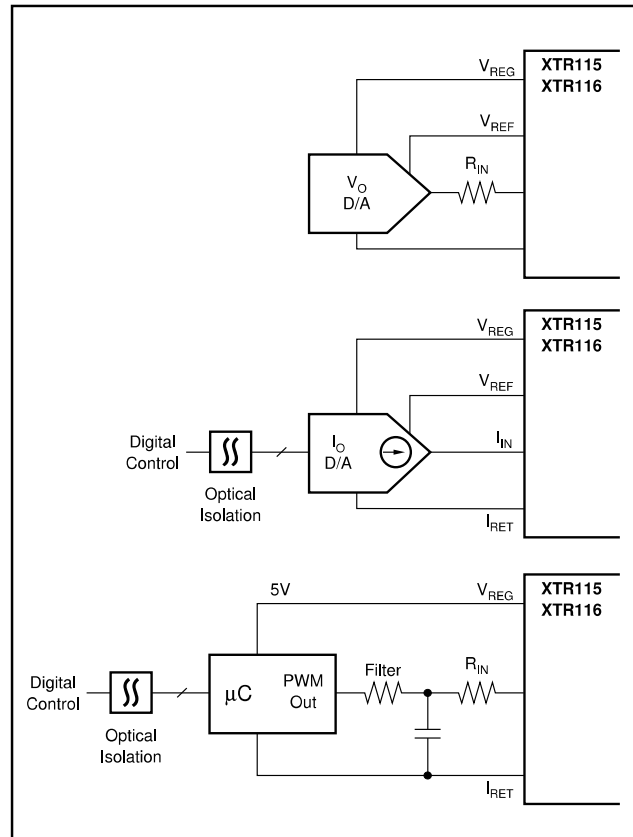 XTR115
XTR116
V_REG
V_REF
R_IN
V_O
D/A
XTR115
XTR116
V_REG
V_REF
I_IN
I_RET
Digital
Control
Optical
Isolation
I_O
D/A
XTR115
XTR116
5V
V_REG
Filter
R_IN
Digital
Control
Optical
Isolation
μC
PWM
Out
I_RET